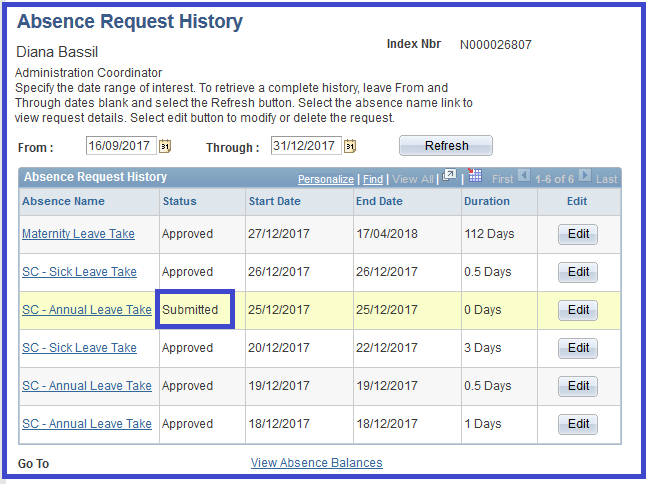 Absence Request History
Diana Bassil
Index Nbr N000026807
Administration Coordinator
Specify the date range of interest. To retrieve a complete history, leave From and
Through dates blank and select the Refresh button. Select the absence name link to
view request details. Select edit button to modify or delete the request.
From : 16/09/2017 31 Through : 31/12/2017 31 Refresh
Absence Request History Personalize | Find | View All | | First 1-6 of 6 Last
Absence Name Status Start Date End Date Duration Edit
Maternity Leave Take Approved 27/12/2017 17/04/2018 112 Days Edit
SC - Sick Leave Take Approved 26/12/2017 26/12/2017 0.5 Days Edit
SC - Annual Leave Take Submitted 25/12/2017 25/12/2017 0 Days Edit
SC - Sick Leave Take Approved 20/12/2017 22/12/2017 3 Days Edit
SC - Annual Leave Take Approved 19/12/2017 19/12/2017 0.5 Days Edit
SC - Annual Leave Take Approved 18/12/2017 18/12/2017 1 Days Edit
Go To View Absence Balances